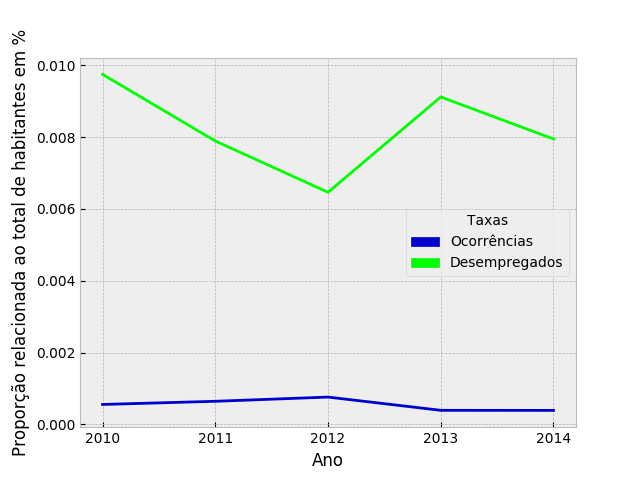 Proporção relacionada ao total de habitantes em %
0.010
0.008
0.006
0.004
0.002
0.000
Taxas
Ocorrências
Desempregados
2010 2011 2012 2013 2014
Ano